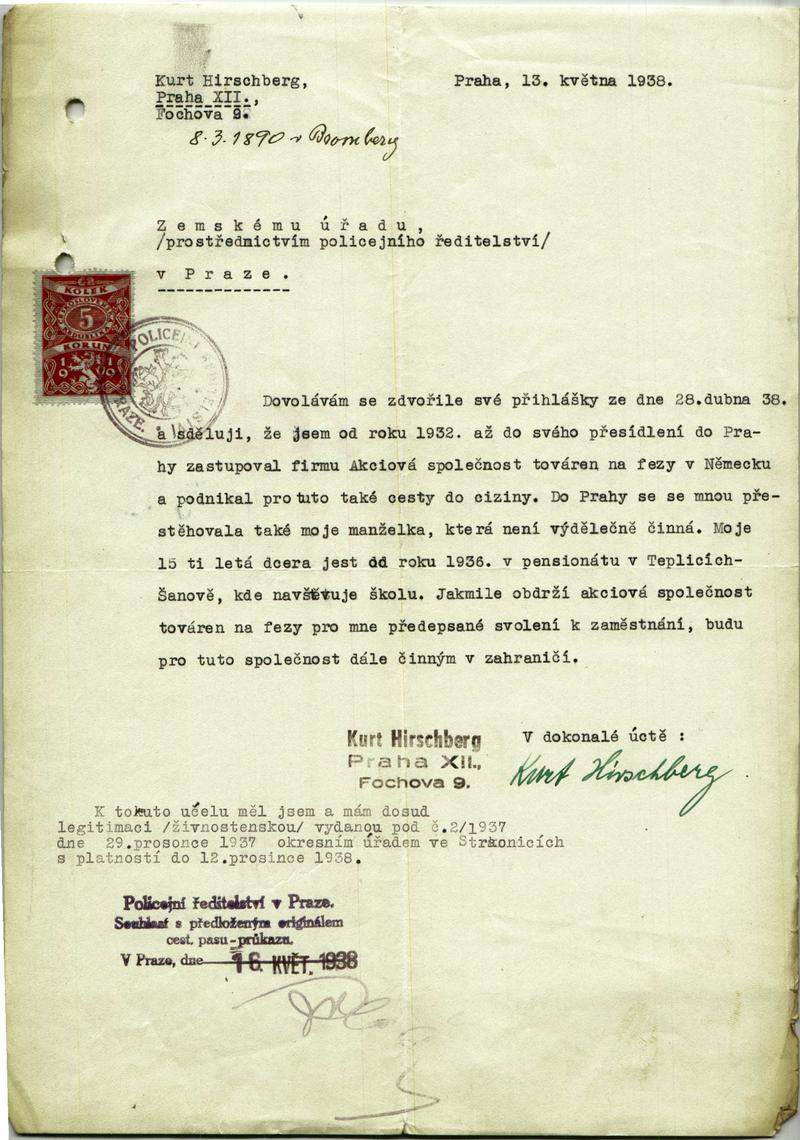 Kurt Hirschberg,
Praha XII.,
Fochova 9.
8.3.1890 v Bromberg
Praha, 13. května 1938.
Zemskému úřadu,
/prostřednictvím policejního ředitelství/
v Praze.
KOLEK
5
KORUN
1919
POLICEJNÍ
PRAZE.
Dovolávám se zdvořile své přihlášky ze dne 28.dubna 38.
a sděluji, že jsem od roku 1932. až do svého přesídlení do Pra-
hy zastupoval firmu Akciová společnost továren na fezy v Německu
a podnikal pro tuto také cesty do ciziny. Do Prahy se se mnou pře-
stěhovala také moje manželka, která není výdělečně činná. Moje
15 ti letá dcera jest od roku 1936. v pensionátu v Teplicích-
Šanově, kde navštěvuje školu. Jakmile obdrží akciová společnost
továren na fezy pro mne předepsané svolení k zaměstnání, budu
pro tuto společnost dále činným v zahraničí.
V dokonalé úctě :
Kurt Hirschberg
Praha XII.,
Fochova 9.
Kurt Hirschberg.
K tomuto učelu měl jsem a mám dosud
legitimaci /živnostenskou/ vydanou pod č.2/1937
dne 29.prosonce 1937 okresním úřadem ve Strakonicích
s platností do 12.prosince 1938.
Policejní ředitelství v Praze.
Souhlasí s předloženým originálem
cest. pasu-průkazu.
V Praze, dne 16. KVĚT. 1938